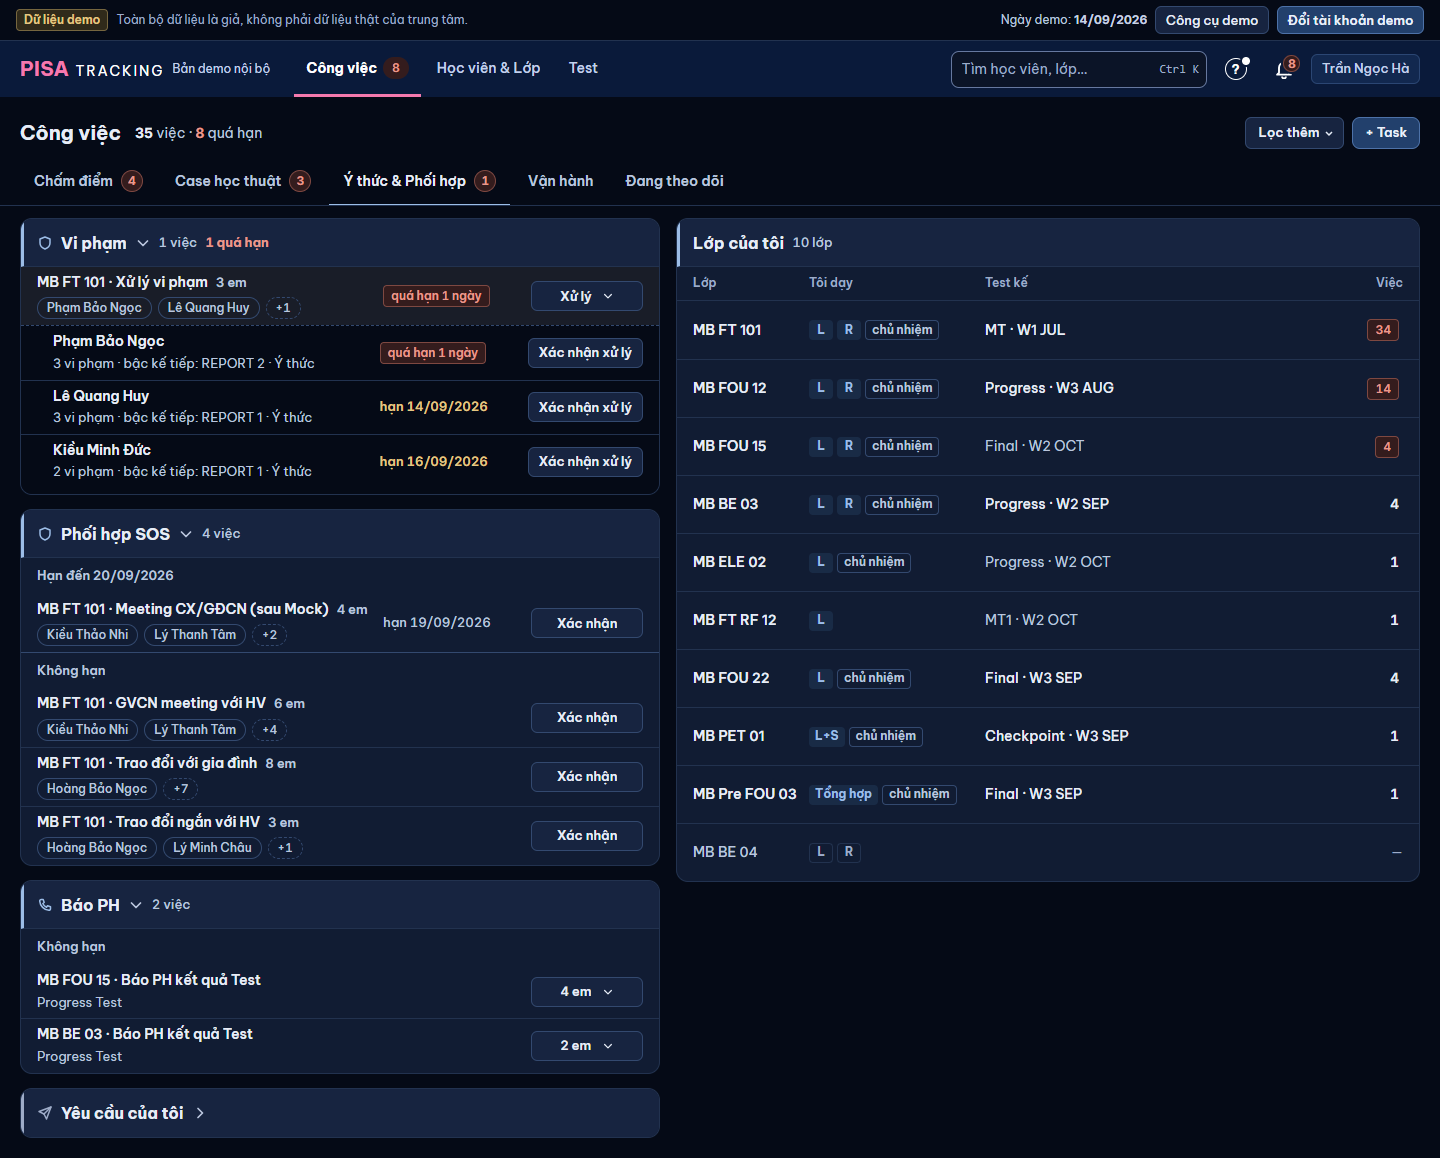 Dữ liệu demo Toàn bộ dữ liệu là giả, không phải dữ liệu thật của trung tâm. Ngày demo: 14/09/2026 Công cụ demo Đổi tài khoản demo
PISA TRACKING Bản demo nội bộ Công việc 8 Học viên & Lớp Test Tìm học viên, lớp... Ctrl K ? 8 Trần Ngọc Hà
Công việc 35 việc · 8 quá hạn Lọc thêm + Task
Chấm điểm 4 Case học thuật 3 Ý thức & Phối hợp 1 Vận hành Đang theo dõi
Vi phạm 1 việc 1 quá hạn
MB FT 101 · Xử lý vi phạm 3 em
Phạm Bảo Ngọc Lê Quang Huy +1
quá hạn 1 ngày Xử lý
Phạm Bảo Ngọc
3 vi phạm · bậc kế tiếp: REPORT 2 · Ý thức
quá hạn 1 ngày Xác nhận xử lý
Lê Quang Huy
3 vi phạm · bậc kế tiếp: REPORT 1 · Ý thức
hạn 14/09/2026 Xác nhận xử lý
Kiều Minh Đức
2 vi phạm · bậc kế tiếp: REPORT 1 · Ý thức
hạn 16/09/2026 Xác nhận xử lý
Phối hợp SOS 4 việc
Hạn đến 20/09/2026
MB FT 101 · Meeting CX/GĐCN (sau Mock) 4 em
Kiều Thảo Nhi Lý Thanh Tâm +2
hạn 19/09/2026 Xác nhận
Không hạn
MB FT 101 · GVCN meeting với HV 6 em
Kiều Thảo Nhi Lý Thanh Tâm +4
Xác nhận
MB FT 101 · Trao đổi với gia đình 8 em
Hoàng Bảo Ngọc +7
Xác nhận
MB FT 101 · Trao đổi ngắn với HV 3 em
Hoàng Bảo Ngọc Lý Minh Châu +1
Xác nhận
Báo PH 2 việc
Không hạn
MB FOU 15 · Báo PH kết quả Test
Progress Test
4 em
MB BE 03 · Báo PH kết quả Test
Progress Test
2 em
Yêu cầu của tôi
Lớp của tôi 10 lớp
Lớp Tôi dạy Test kế Việc
MB FT 101 L R chủ nhiệm MT · W1 JUL 34
MB FOU 12 L R chủ nhiệm Progress · W3 AUG 14
MB FOU 15 L R chủ nhiệm Final · W2 OCT 4
MB BE 03 L R chủ nhiệm Progress · W2 SEP 4
MB ELE 02 L chủ nhiệm Progress · W2 OCT 1
MB FT RF 12 L MT1 · W2 OCT 1
MB FOU 22 L chủ nhiệm Final · W3 SEP 4
MB PET 01 L+S chủ nhiệm Checkpoint · W3 SEP 1
MB Pre FOU 03 Tổng hợp chủ nhiệm Final · W3 SEP 1
MB BE 04 L R —